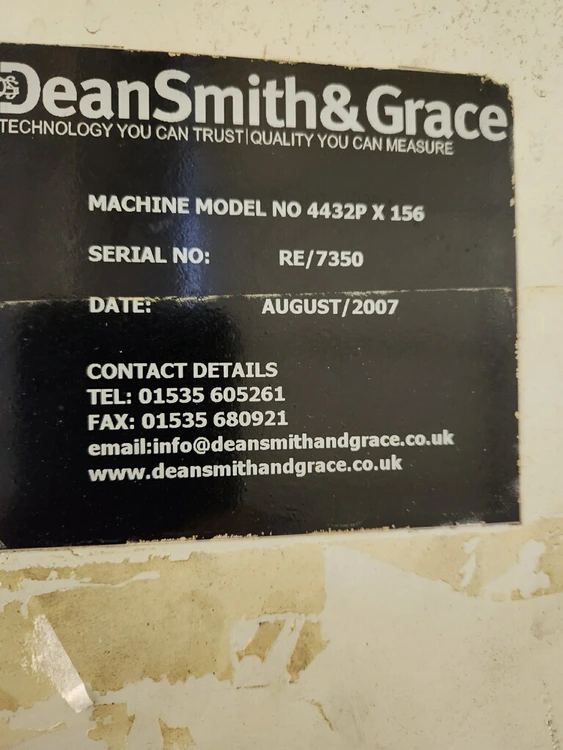 DeanSmith&Grace
TECHNOLOGY YOU CAN TRUST|QUALITY YOU CAN MEASURE
MACHINE MODEL NO 4432P X 156
SERIAL NO: RE/7350
DATE: AUGUST/2007
CONTACT DETAILS
TEL: 01535 605261
FAX: 01535 680921
email:info@deansmithandgrace.co.uk
www.deansmithandgrace.co.uk